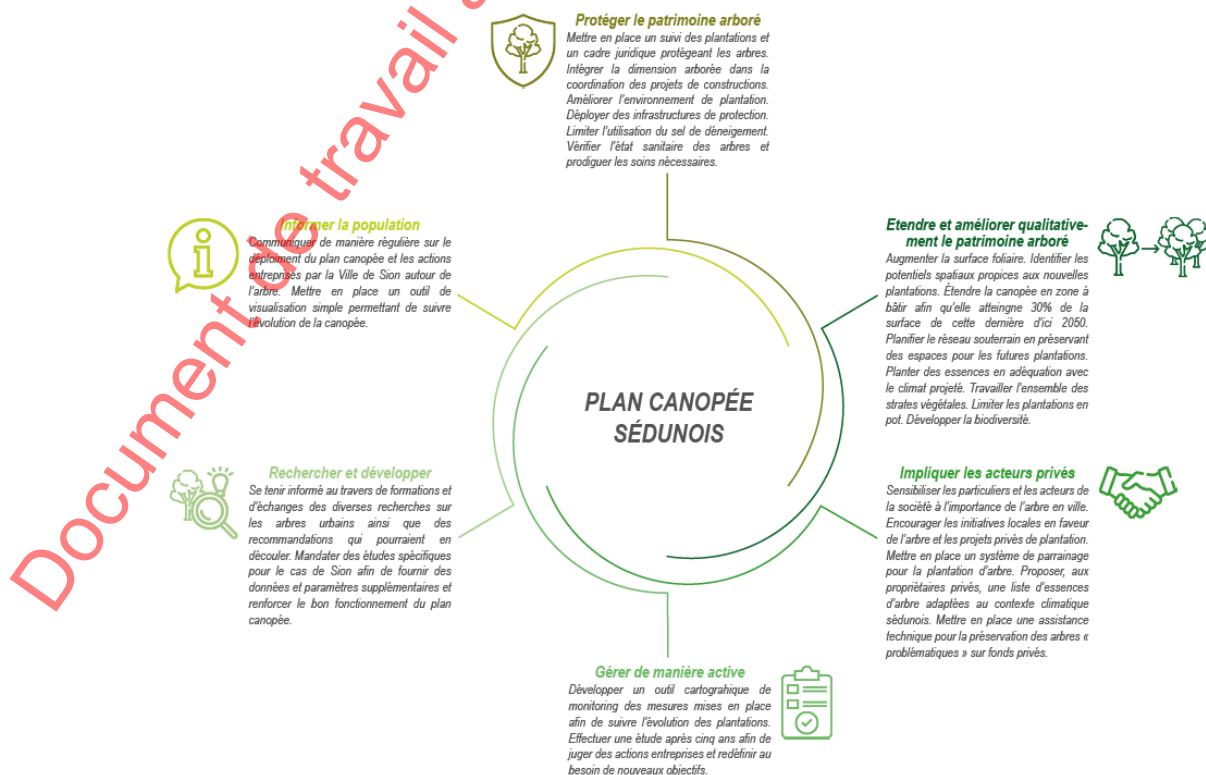 Protéger le patrimoine arboré
Mettre en place un suivi des plantations et
un cadre juridique protégeant les arbres.
Intégrer la dimension arborée dans la
coordination des projets de constructions.
Améliorer l'environnement de plantation.
Déployer des infrastructures de protection.
Limiter l'utilisation du sel de déneigement.
Vérifier l'état sanitaire des arbres et
prodiguer les soins nécessaires.
Informer la population
Communiquer de manière régulière sur le
déploiment du plan canopée et les actions
entreprises par la Ville de Sion autour de
l'arbre. Mettre en place un outil de
visualisation simple permettant de suivre
l'évolution de la canopée.
Etendre et améliorer qualitative-
ment le patrimoine arboré
Augmenter la surface foliaire. Identifier les
potentiels spatiaux propices aux nouvelles
plantations. Étendre la canopée en zone à
bâtir afin qu'elle atteingne 30% de la
surface de cette dernière d'ici 2050.
Planifier le réseau souterrain en préservant
des espaces pour les futures plantations.
Planter des essences en adéquation avec
le climat projeté. Travailler l'ensemble des
strates végétales. Limiter les plantations en
pot. Développer la biodiversité.
PLAN CANOPÉE
SÉDUNOIS
Rechercher et développer
Se tenir informé au travers de formations et
d'échanges des diverses recherches sur
les arbres urbains ainsi que des
recommandations qui pourraient en
découler. Mandater des études spécifiques
pour le cas de Sion afin de fournir des
données et paramètres supplémentaires et
renforcer le bon fonctionnement du plan
canopée.
Impliquer les acteurs privés
Sensibiliser les particuliers et les acteurs de
la société à l'importance de l'arbre en ville.
Encourager les initiatives locales en faveur
de l'arbre et les projets privés de plantation.
Mettre en place un système de parrainage
pour la plantation d'arbre. Proposer, aux
propriétaires privés, une liste d'essences
d'arbre adaptées au contexte climatique
sédunois. Mettre en place une assistance
technique pour la préservation des arbres «
problématiques » sur fonds privés.
Gérer de manière active
Développer un outil cartograhique de
monitoring des mesures mises en place
afin de suivre l'évolution des plantations.
Effectuer une étude après cinq ans afin de
juger des actions entreprises et redéfinir au
besoin de nouveaux objectifs.
Document de travail